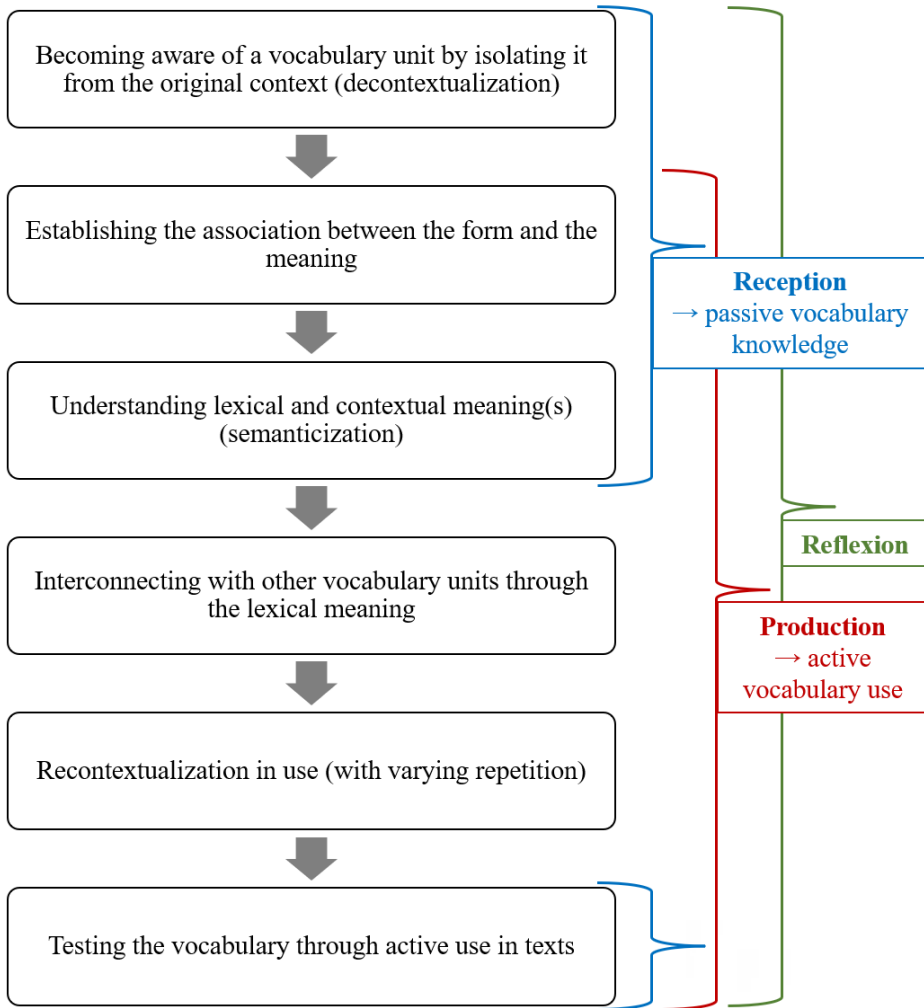 Becoming aware of a vocabulary unit by isolating it
from the original context (decontextualization)
Establishing the association between the form and the
meaning
Reception
→ passive vocabulary
knowledge
Understanding lexical and contextual meaning(s)
(semanticization)
Reflexion
Interconnecting with other vocabulary units through
the lexical meaning
Production
→ active
vocabulary use
Recontextualization in use (with varying repetition)
Testing the vocabulary through active use in texts